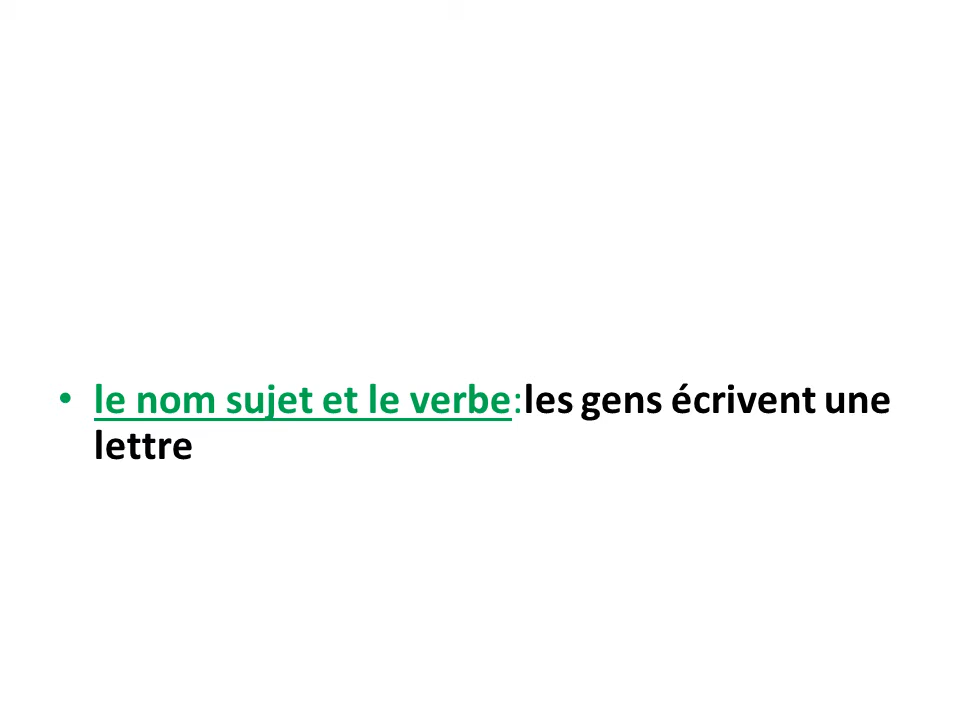 • le nom sujet et le verbe:les gens écrivent une
lettre